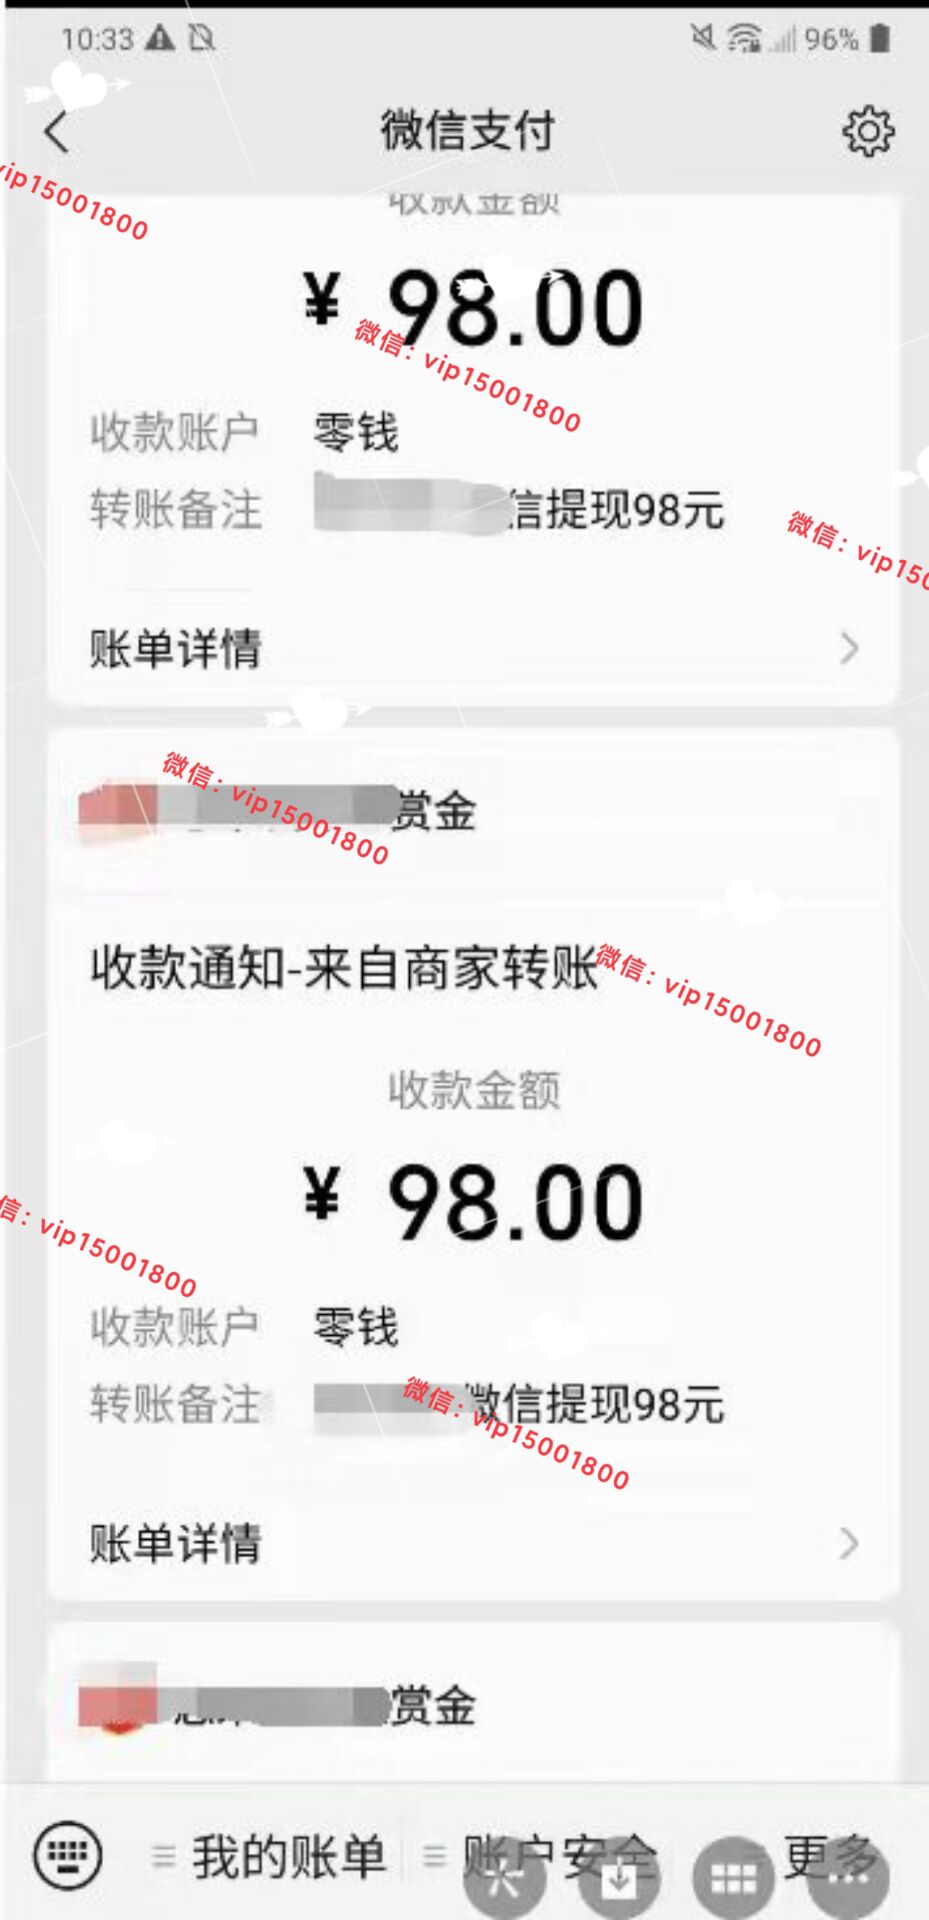 10:33 96%
微信支付
vip15001800
收款金额
¥ 98.00
微信：vip15001800
收款账户 零钱
转账备注 信提现98元
微信：vip150
账单详情
微信：vip15001800
赏金
收款通知-来自商家转账
微信：vip15001800
收款金额
¥ 98.00
信：vip15001800
收款账户 零钱
转账备注 微信提现98元
微信：vip15001800
账单详情
赏金
我的账单 账户安全 更多